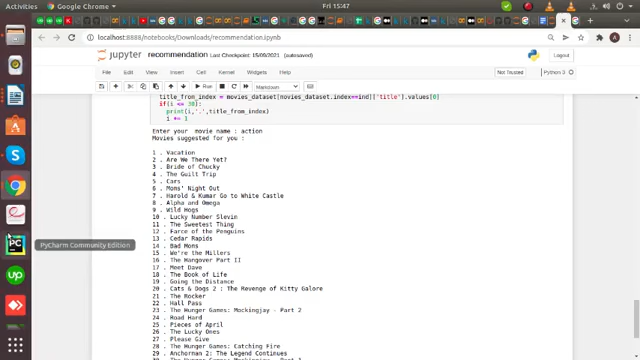 Activities
Google Chrome
Fri 15:47
localhost:8888/notebooks/Downloads/recommendation.ipynb
jupyter recommendation Last Checkpoint: 15/09/2021 (autosaved)
Logout
File Edit View Insert Cell Kernel Widgets Help
Not Trusted Python 3
Run Markdown
title_from_index = movies_dataset[movies_dataset.index==ind]['title'].values[0]
if(i <= 30):
print(i,'.',title_from_index)
i += 1
Enter your movie name : action
Movies suggested for you :
1 . Vacation
2 . Are We There Yet?
3 . Bride of Chucky
4 . The Guilt Trip
5 . Cars
6 . Moms' Night Out
7 . Harold & Kumar Go to White Castle
8 . Alpha and Omega
9 . Wild Hogs
10 . Lucky Number Slevin
11 . The Sweetest Thing
12 . Farce of the Penguins
13 . Cedar Rapids
14 . Bad Moms
15 . We're the Millers
16 . The Hangover Part II
17 . Meet Dave
18 . The Book of Life
19 . Going the Distance
20 . Cats & Dogs 2 : The Revenge of Kitty Galore
21 . The Rocker
22 . Hall Pass
23 . The Hunger Games: Mockingjay - Part 2
24 . Road Hard
25 . Pieces of April
26 . The Lucky Ones
27 . Please Give
28 . The Hunger Games: Catching Fire
29 . Anchorman 2: The Legend Continues
PyCharm Community Edition
PC